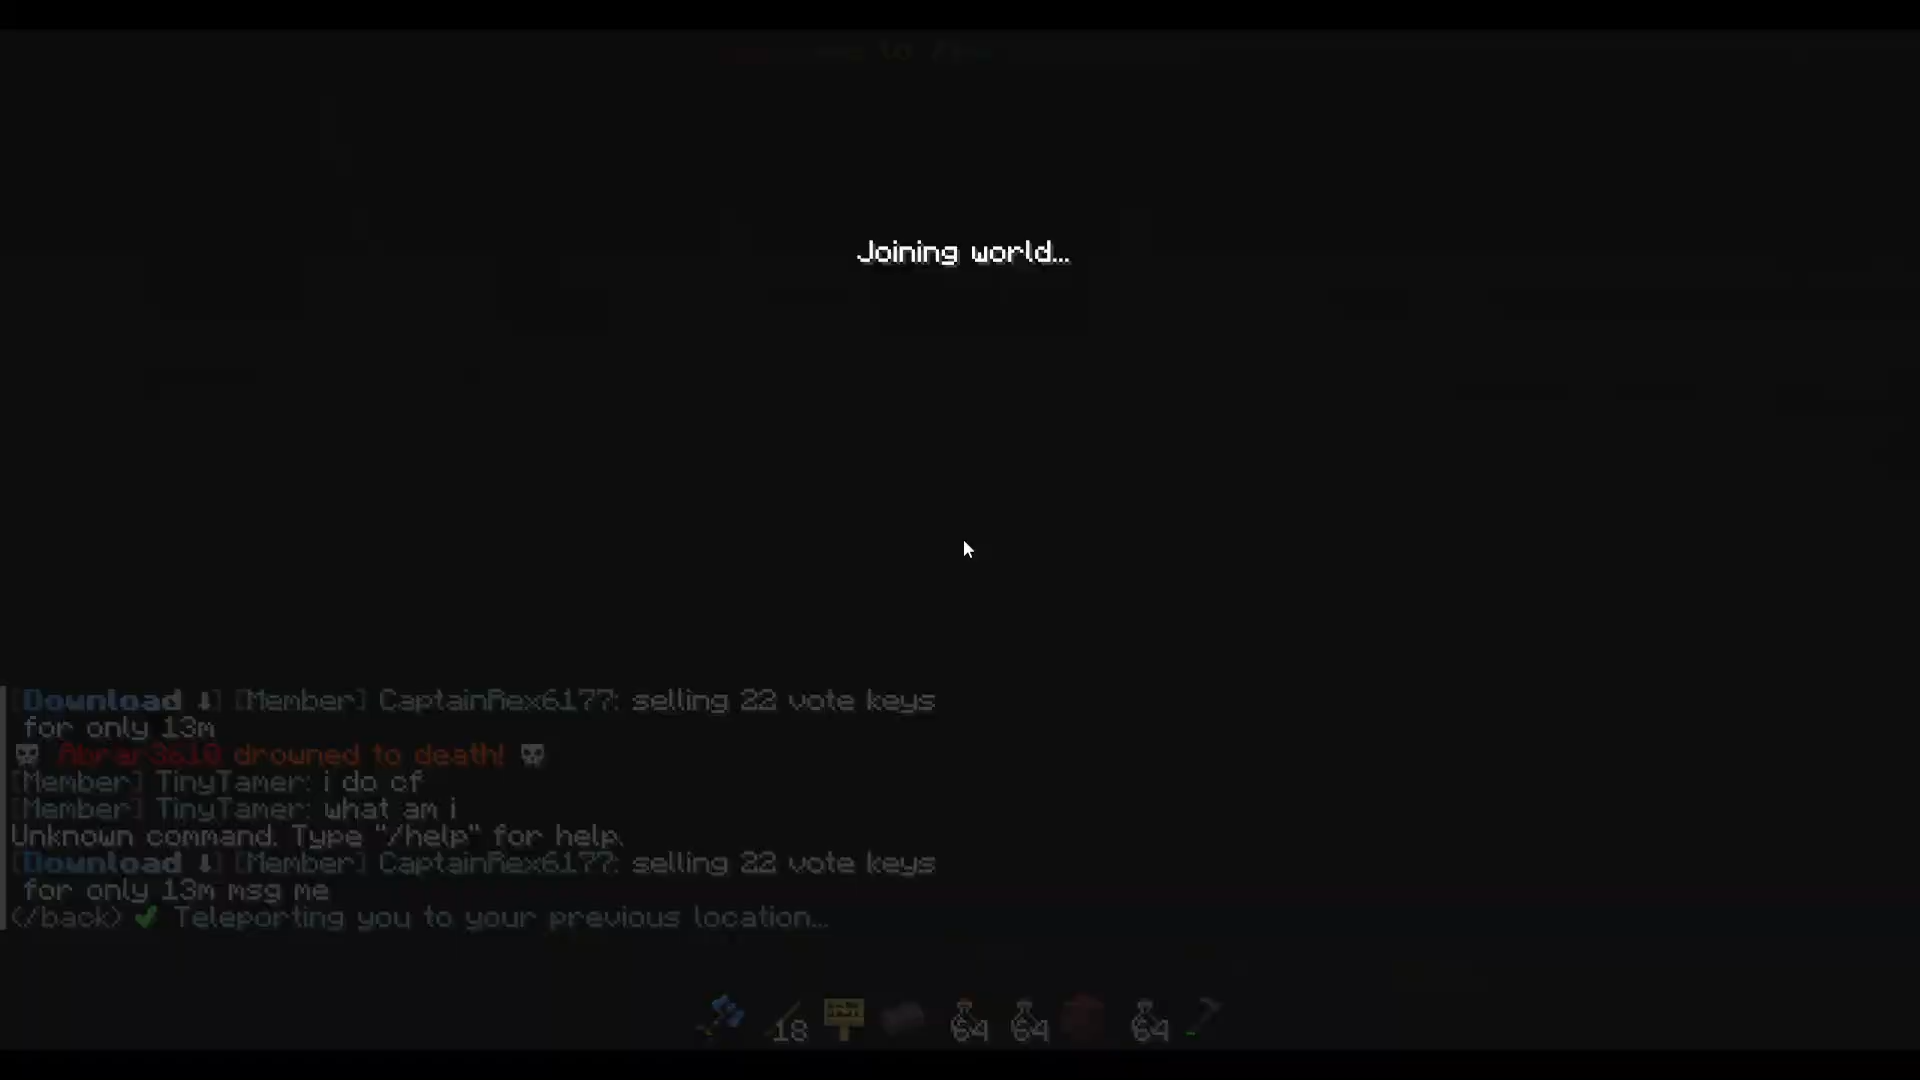 Joining world...
[Download ⬇] [Member] CaptainRex6177: selling 22 vote keys
for only 13m
☠ Abrar3610 drowned to death! ☠
[Member] TinyTamer: i do of
[Member] TinyTamer: what am i
Unknown command. Type "/help" for help.
[Download ⬇] [Member] CaptainRex6177: selling 22 vote keys
for only 13m msg me
(/back) ✔ Teleporting you to your previous location...
18 64 64 64